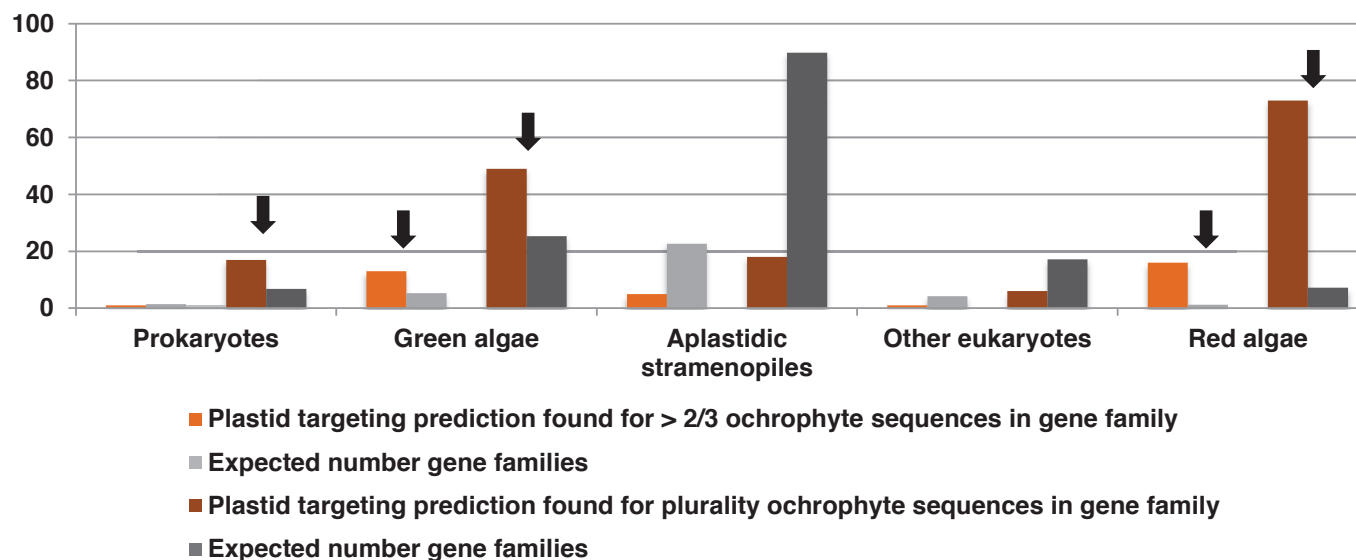 100
80
60
40
20
0
Prokaryotes
Green algae
Aplastidic
stramenopiles
Other eukaryotes
Red algae
Plastid targeting prediction found for > 2/3 ochrophyte sequences in gene family
Expected number gene families
Plastid targeting prediction found for plurality ochrophyte sequences in gene family
Expected number gene families